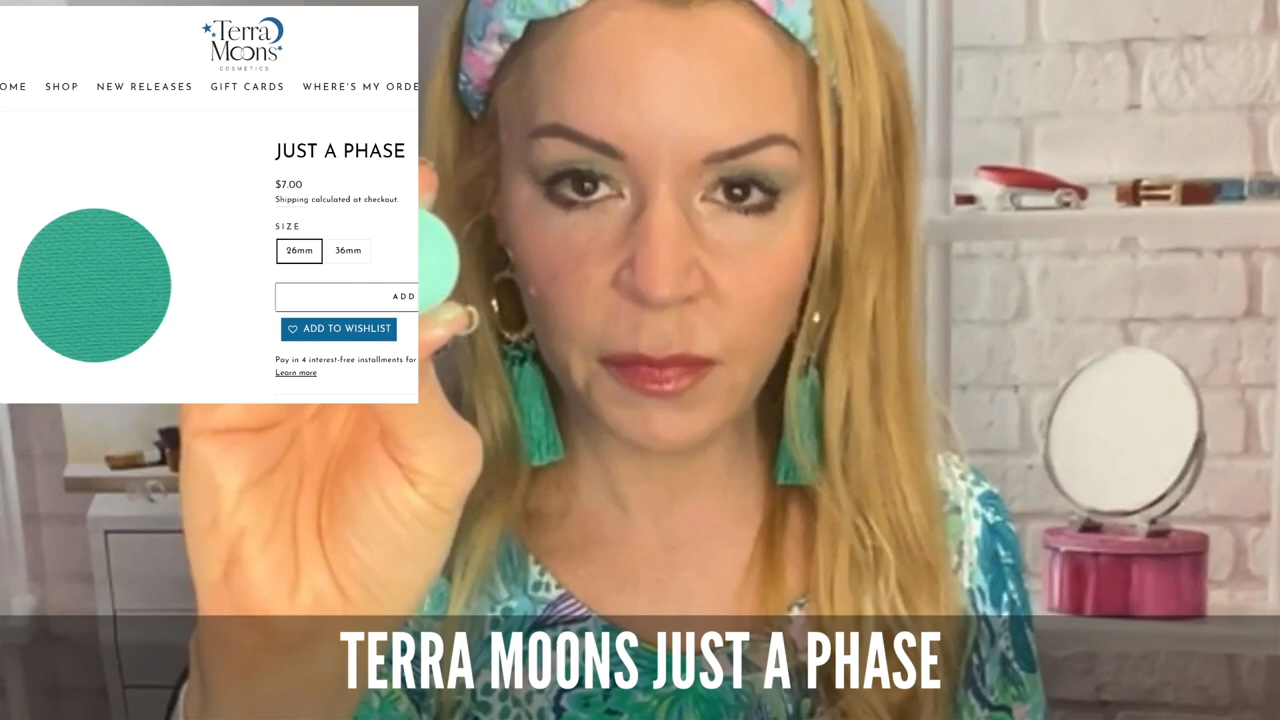 Terra
Moons
COSMETICS
OME SHOP NEW RELEASES GIFT CARDS WHERE'S MY ORDE
JUST A PHASE
$7.00
Shipping calculated at checkout.
SIZE
26mm 36mm
ADD
ADD TO WISHLIST
Pay in 4 interest-free installments for
Learn more
TERRA MOONS JUST A PHASE